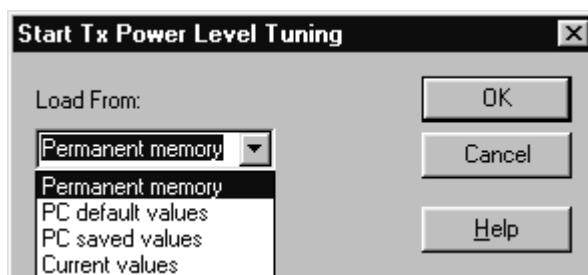 Start Tx Power Level Tuning
Load From:
OK
Permanent memory
Cancel
Permanent memory
PC default values
PC saved values
Help
Current values